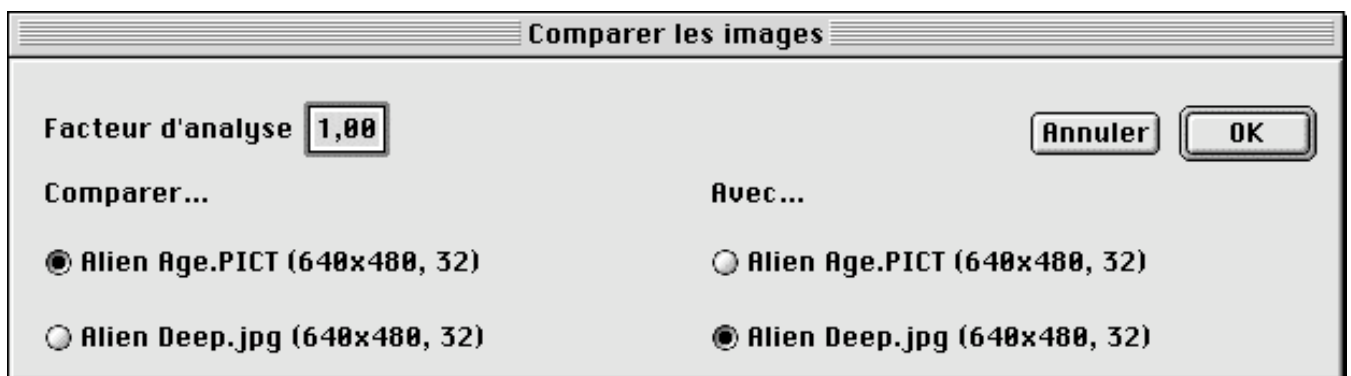 Comparer les images
Facteur d'analyse 1,00 Annuler OK
Comparer... Avec...
Alien Age.PICT (640x480, 32) Alien Age.PICT (640x480, 32)
Alien Deep.jpg (640x480, 32) Alien Deep.jpg (640x480, 32)